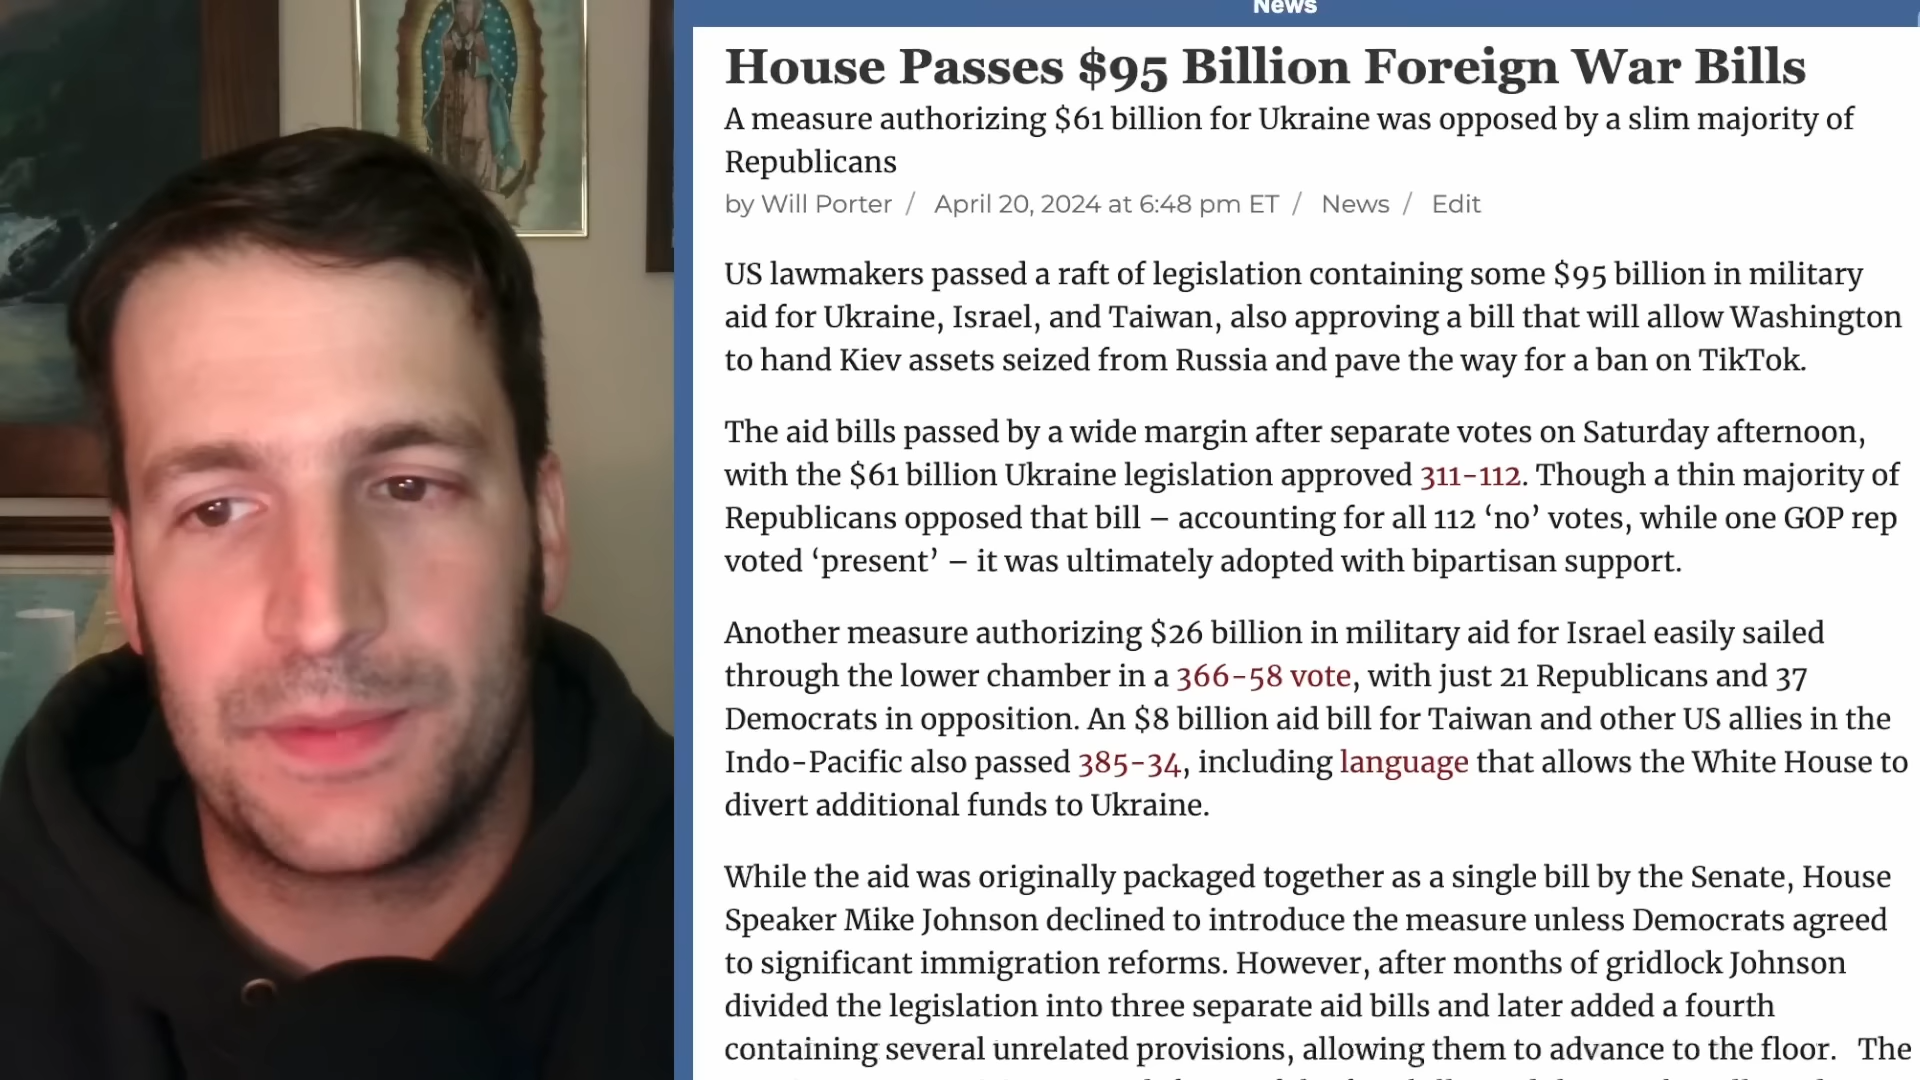 News
House Passes $95 Billion Foreign War Bills
A measure authorizing $61 billion for Ukraine was opposed by a slim majority of
Republicans
by Will Porter / April 20, 2024 at 6:48 pm ET / News / Edit
US lawmakers passed a raft of legislation containing some $95 billion in military
aid for Ukraine, Israel, and Taiwan, also approving a bill that will allow Washington
to hand Kiev assets seized from Russia and pave the way for a ban on TikTok.
The aid bills passed by a wide margin after separate votes on Saturday afternoon,
with the $61 billion Ukraine legislation approved 311-112. Though a thin majority of
Republicans opposed that bill – accounting for all 112 ‘no’ votes, while one GOP rep
voted ‘present’ – it was ultimately adopted with bipartisan support.
Another measure authorizing $26 billion in military aid for Israel easily sailed
through the lower chamber in a 366-58 vote, with just 21 Republicans and 37
Democrats in opposition. An $8 billion aid bill for Taiwan and other US allies in the
Indo-Pacific also passed 385-34, including language that allows the White House to
divert additional funds to Ukraine.
While the aid was originally packaged together as a single bill by the Senate, House
Speaker Mike Johnson declined to introduce the measure unless Democrats agreed
to significant immigration reforms. However, after months of gridlock Johnson
divided the legislation into three separate aid bills and later added a fourth
containing several unrelated provisions, allowing them to advance to the floor. The